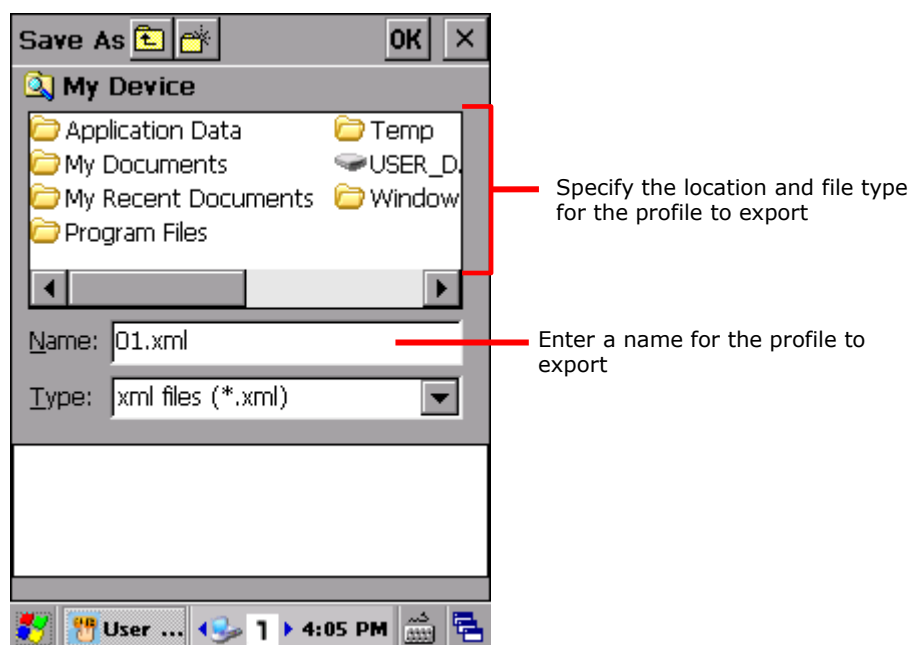 Save As OK
My Device
Application Data Temp
My Documents USER_D.
My Recent Documents Window
Program Files
Specify the location and file type
for the profile to export
Name: 01.xml
Enter a name for the profile to
export
Type: xml files (*.xml)
User ... 1 4:05 PM